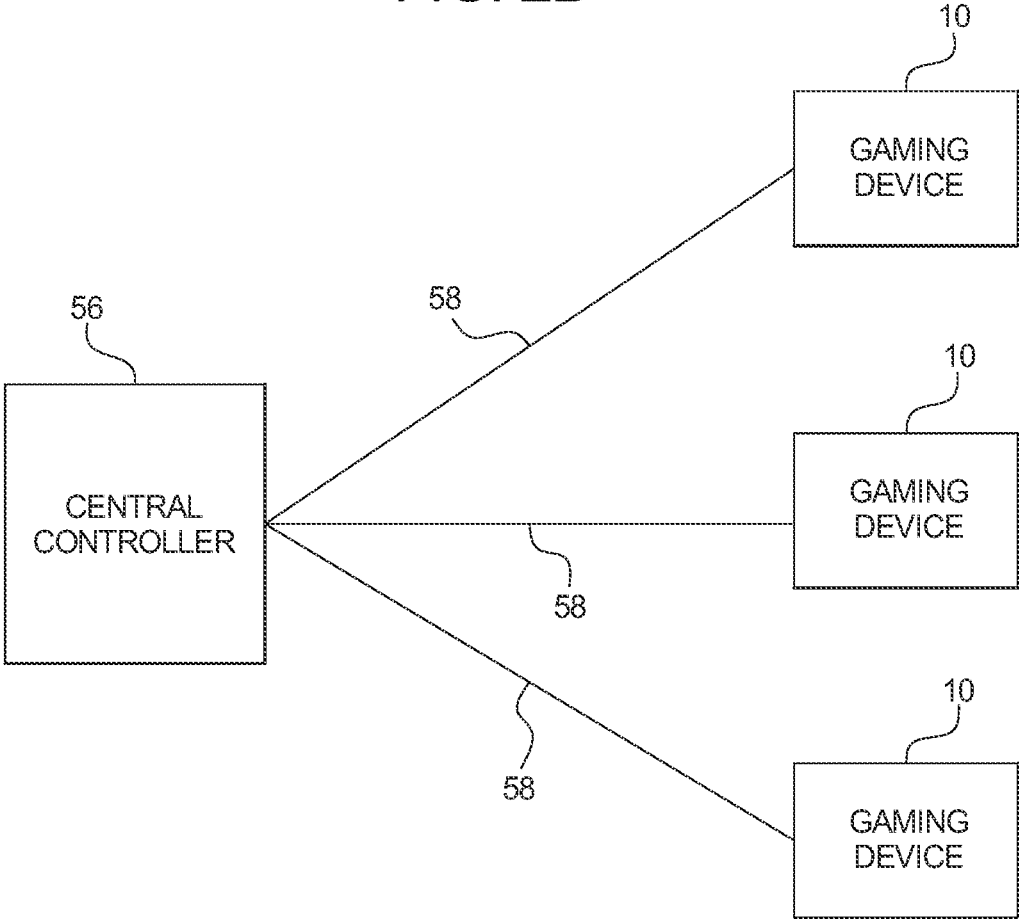 10
GAMING
DEVICE
58
56
10
CENTRAL
CONTROLLER
GAMING
DEVICE
58
10
58
GAMING
DEVICE